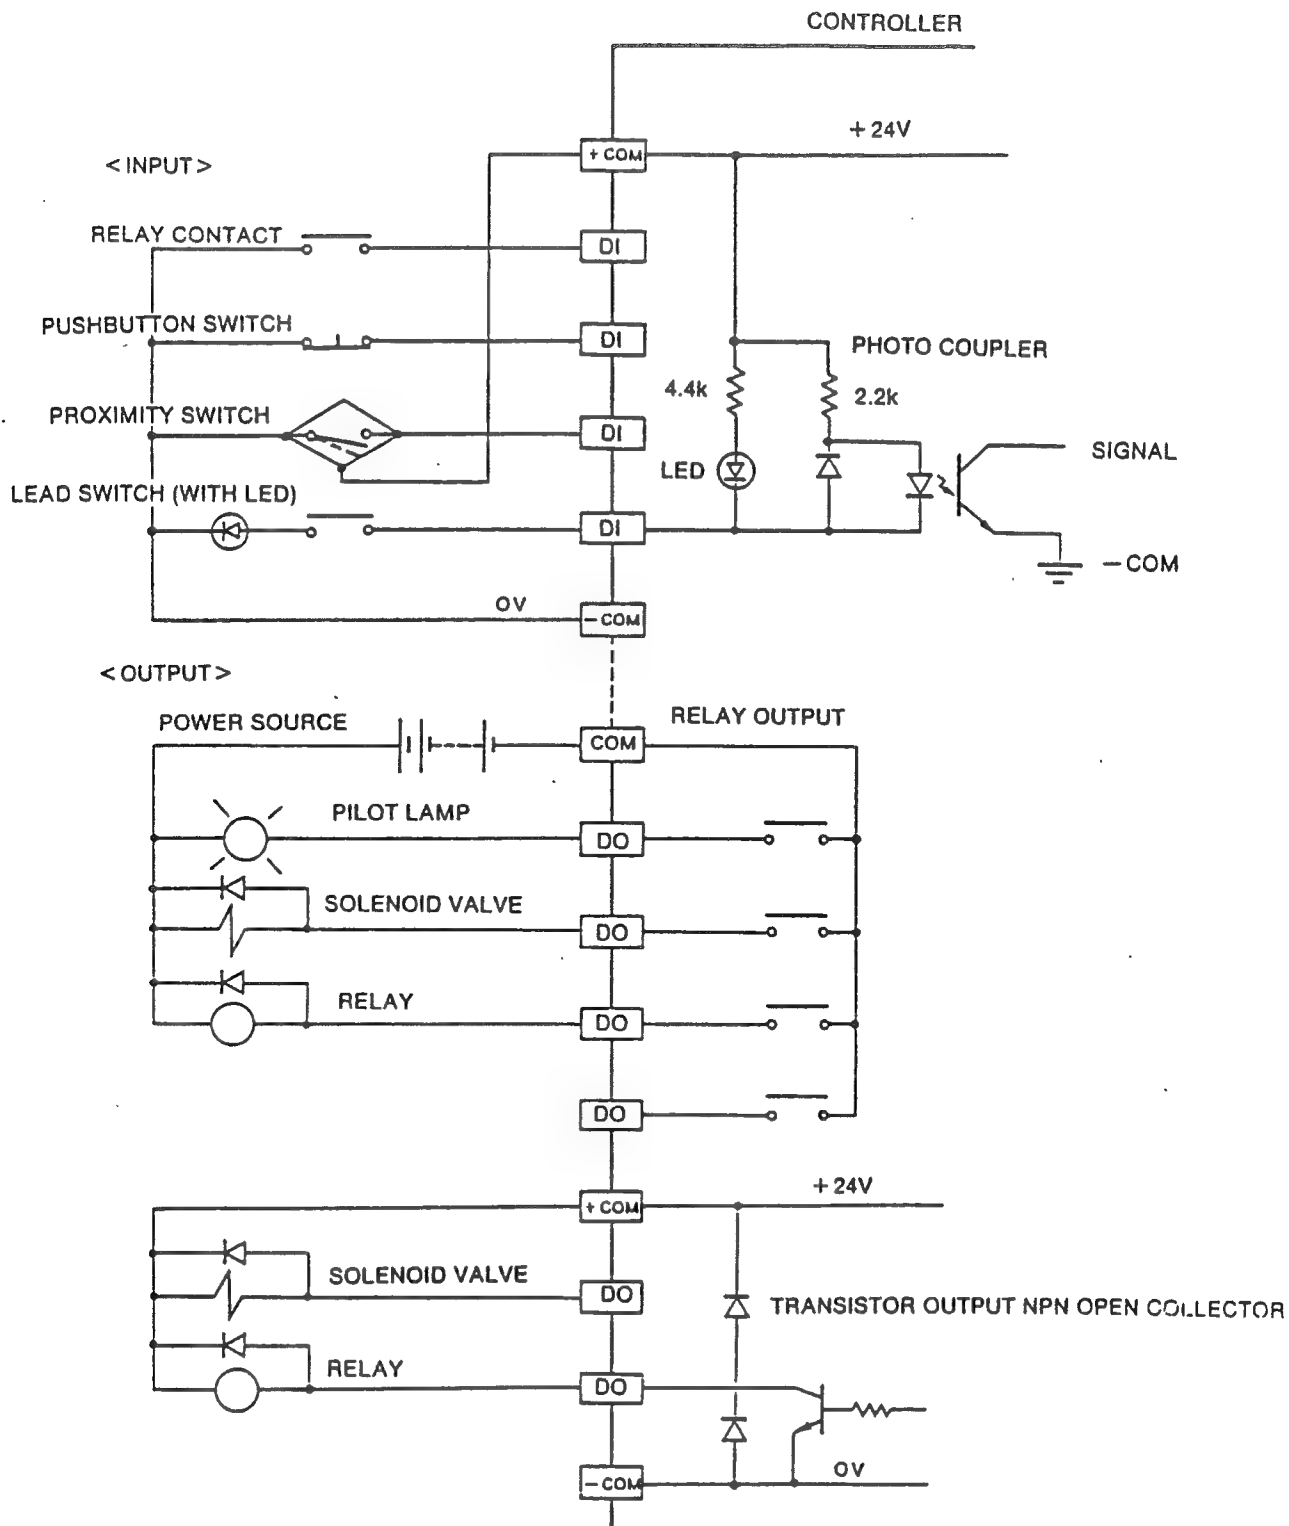 CONTROLLER
+24V
<INPUT>
+COM
RELAY CONTACT
DI
PUSHBUTTON SWITCH
DI
PHOTO COUPLER
4.4k
2.2k
PROXIMITY SWITCH
DI
SIGNAL
LED
LEAD SWITCH (WITH LED)
DI
-COM
0V
-COM
<OUTPUT>
POWER SOURCE
RELAY OUTPUT
COM
PILOT LAMP
DO
SOLENOID VALVE
DO
RELAY
DO
DO
+24V
+COM
SOLENOID VALVE
DO
TRANSISTOR OUTPUT NPN OPEN COLLECTOR
RELAY
DO
0V
-COM